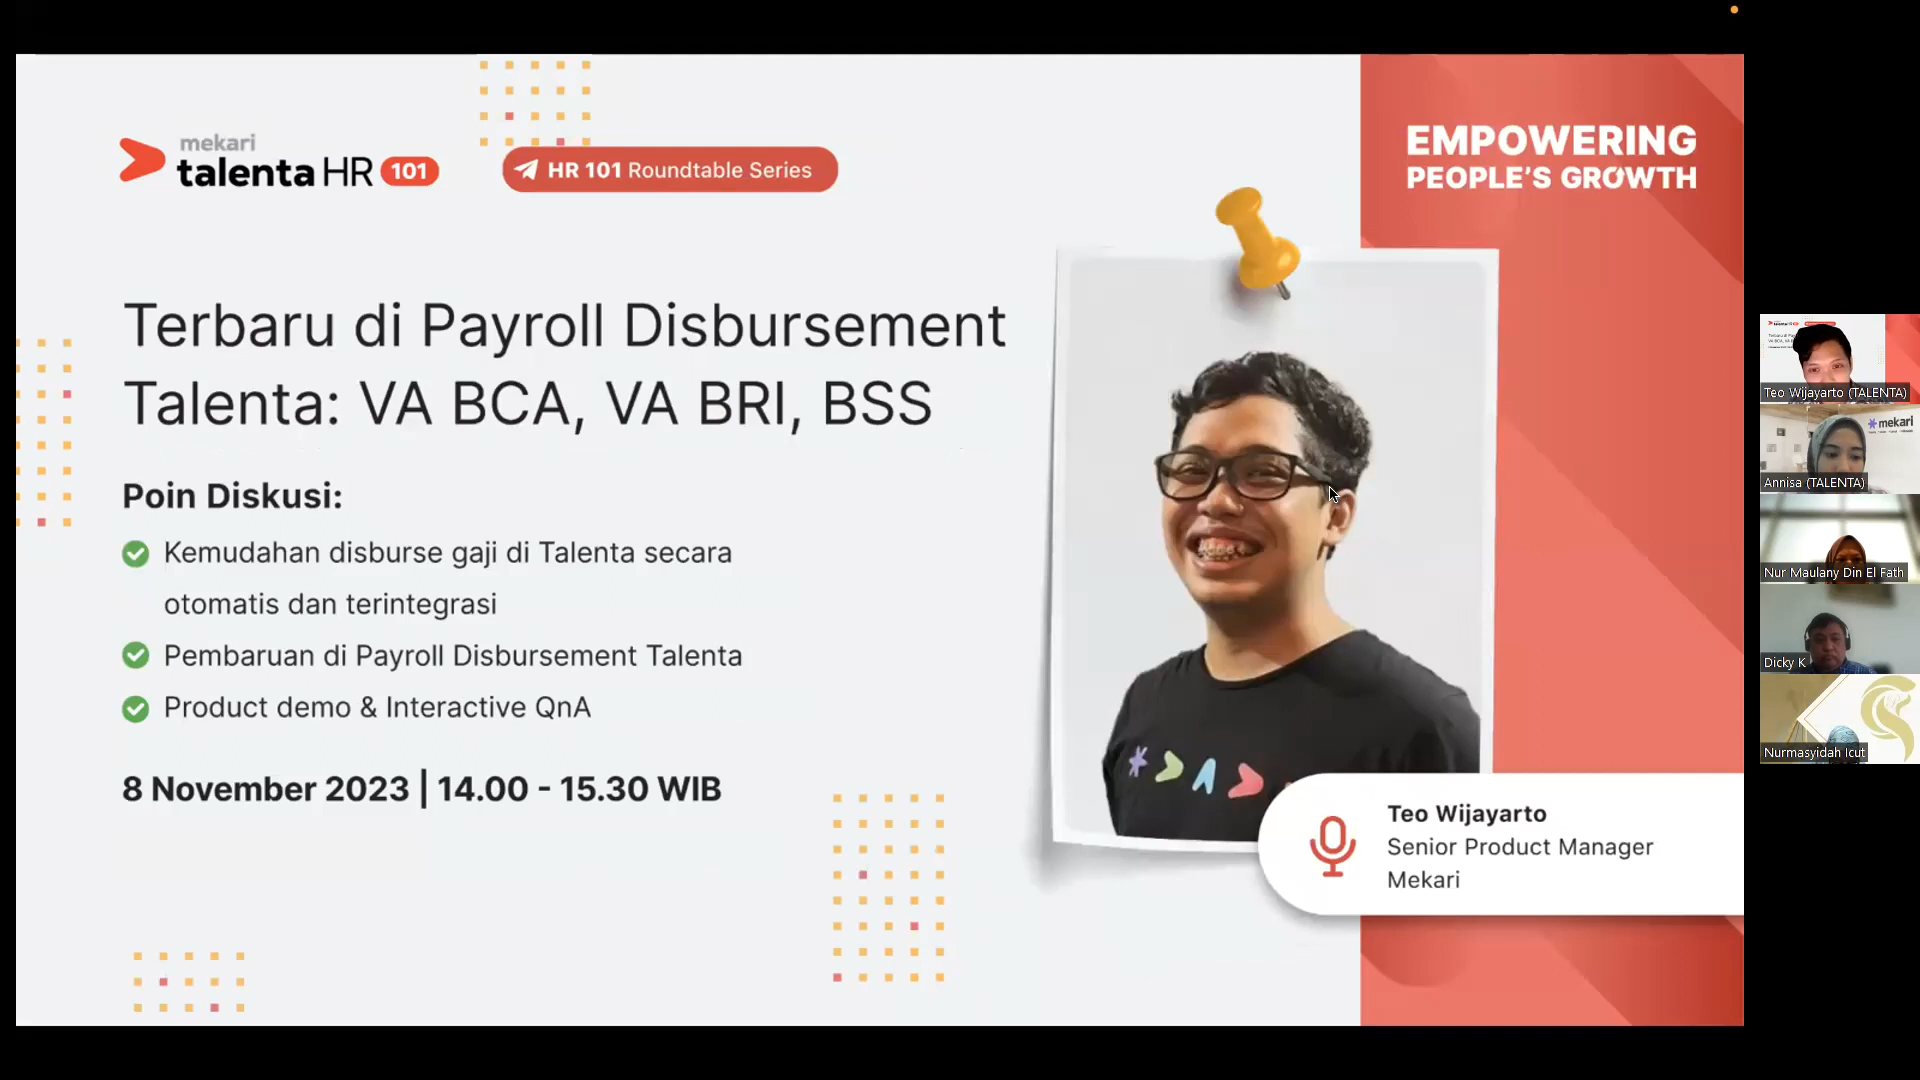 mekari
talenta HR 101
HR 101 Roundtable Series
EMPOWERING
PEOPLE'S GROWTH
Terbaru di Payroll Disbursement
Talenta: VA BCA, VA BRI, BSS
Poin Diskusi:
Kemudahan disburse gaji di Talenta secara
otomatis dan terintegrasi
Pembaruan di Payroll Disbursement Talenta
Product demo & Interactive QnA
8 November 2023 | 14.00 - 15.30 WIB
Teo Wijayarto
Senior Product Manager
Mekari
Teo Wijayarto (TALENTA)
mekari
Annisa (TALENTA)
Nur Maulany Din El Fath
Dicky K
Nurmasyidah Icut